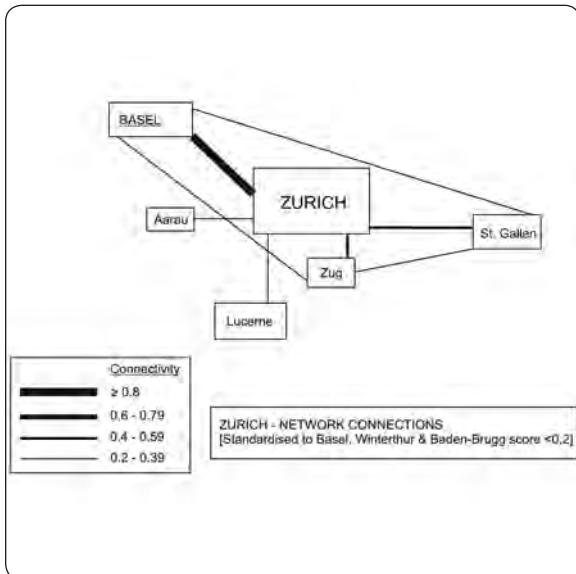 BASEL
ZURICH
Aarau
St. Gallen
Zug
Lucerne
Connectivity
≥ 0.8
0.6 - 0.79
0.4 - 0.59
0.2 - 0.39
ZURICH - NETWORK CONNECTIONS
[Standardised to Basel, Winterthur & Baden-Brugg score <0,2]